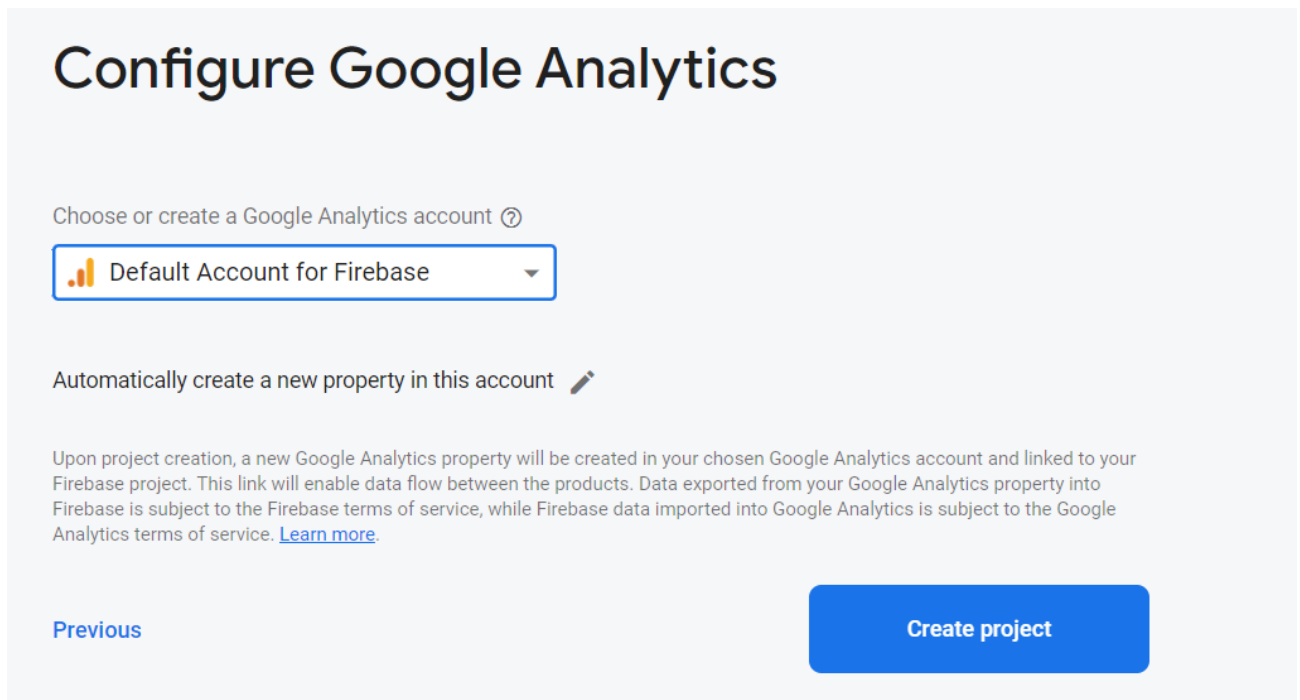 Configure Google Analytics
Choose or create a Google Analytics account
Default Account for Firebase
Automatically create a new property in this account
Upon project creation, a new Google Analytics property will be created in your chosen Google Analytics account and linked to your
Firebase project. This link will enable data flow between the products. Data exported from your Google Analytics property into
Firebase is subject to the Firebase terms of service, while Firebase data imported into Google Analytics is subject to the Google
Analytics terms of service. Learn more.
Previous
Create project